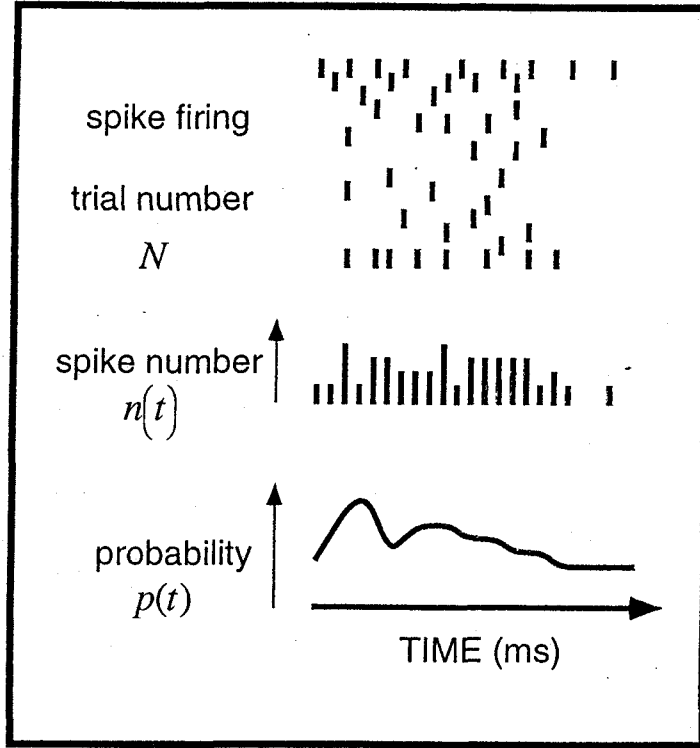 spike firing
trial number
N
spike number
n(t)
probability
p(t)
TIME (ms)